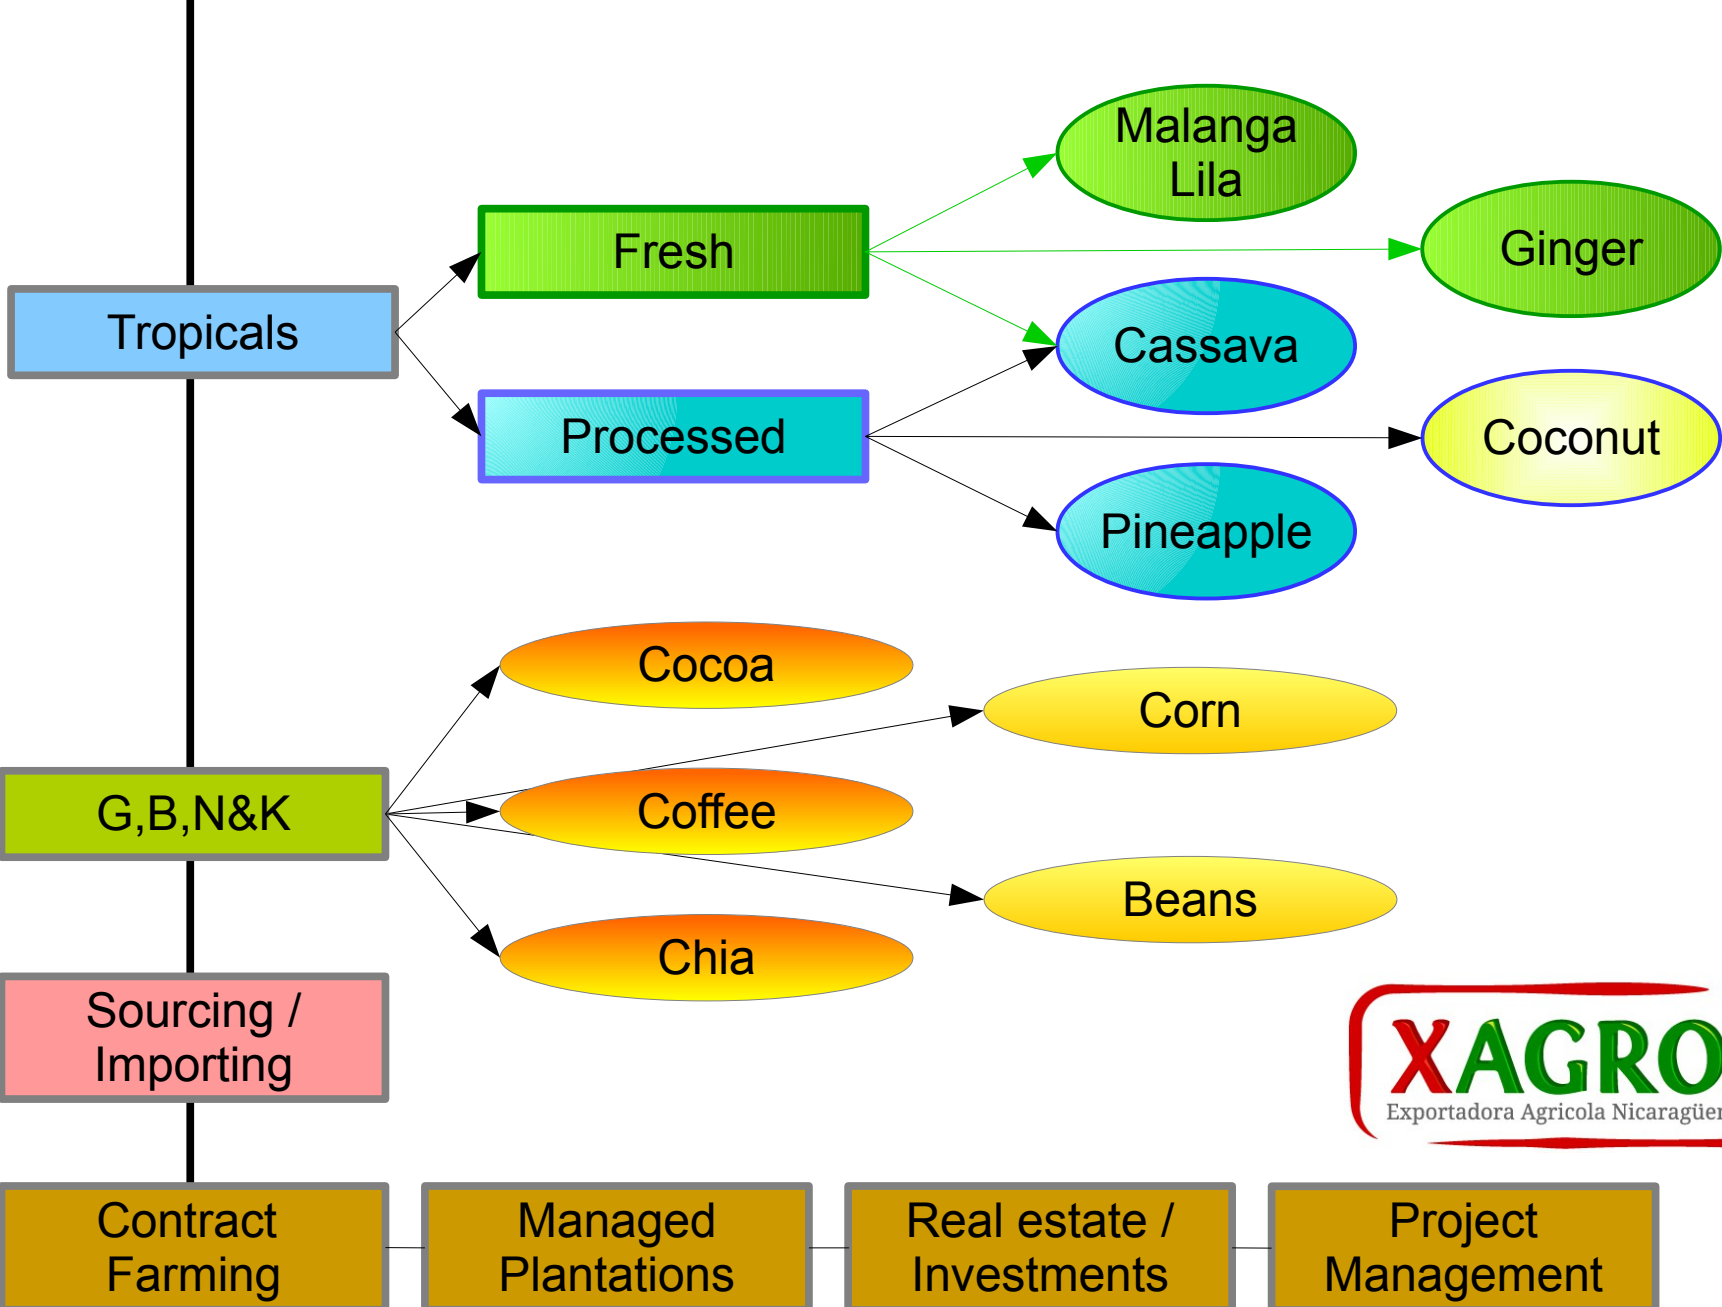 Malanga
Lila
Fresh
Ginger
Tropicals
Cassava
Processed
Coconut
Pineapple
Cocoa
Corn
G,B,N&K
Coffee
Beans
Chia
Sourcing /
Importing
XAGRO
Exportadora Agricola
Contract
Farming
Managed
Plantations
Real estate /
Investments
Project
Management